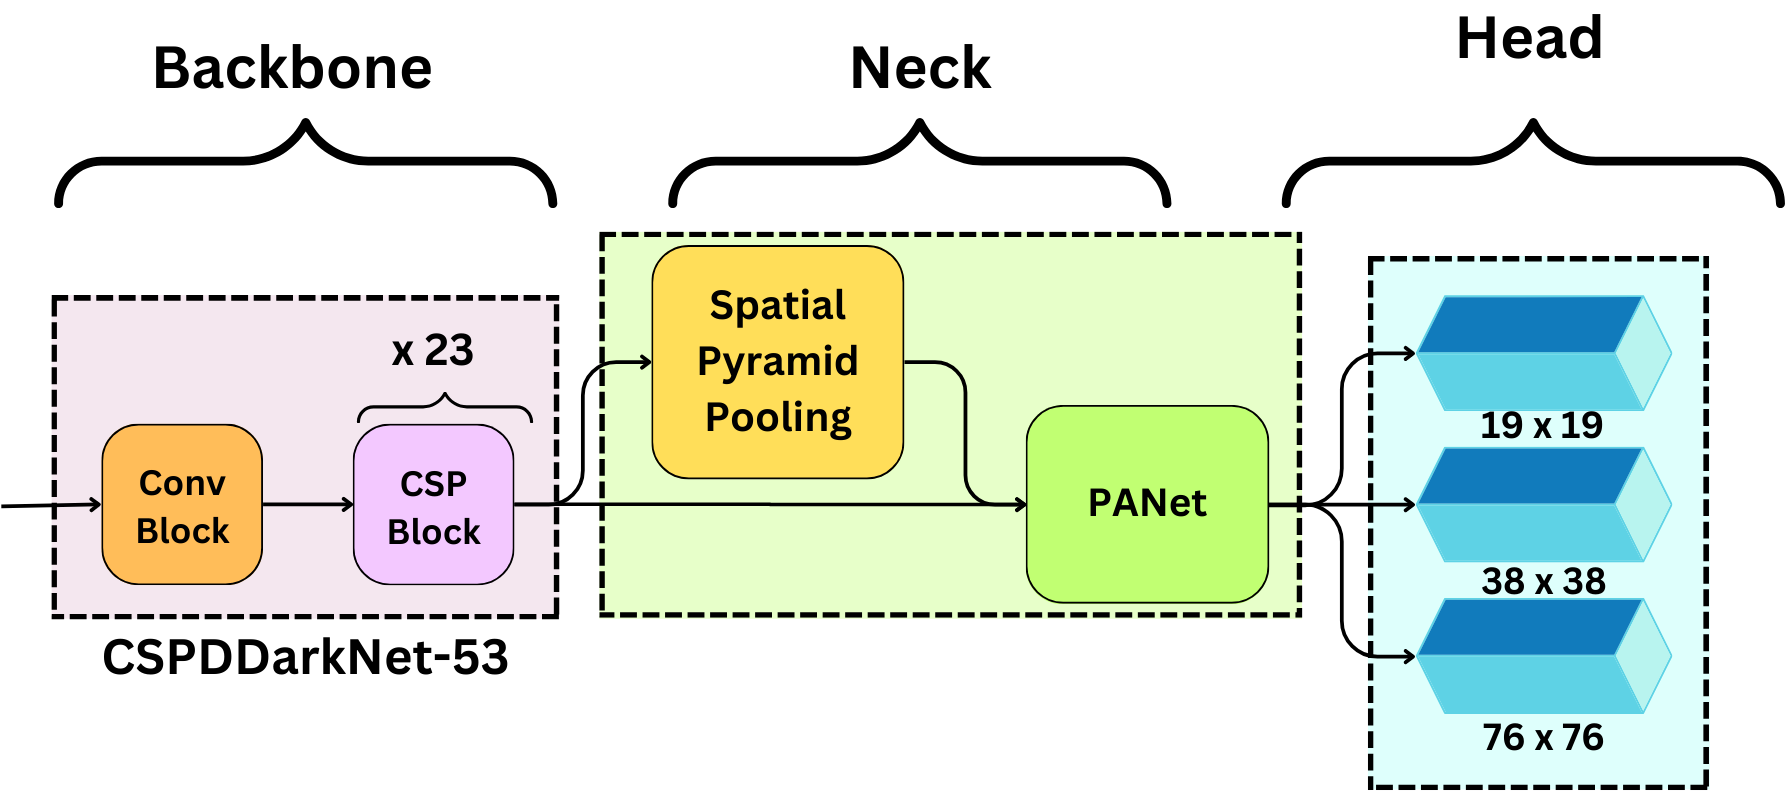 Backbone
Neck
Head
x 23
Conv
Block
CSP
Block
CSPDDarkNet-53
Spatial
Pyramid
Pooling
PANet
19 x 19
38 x 38
76 x 76